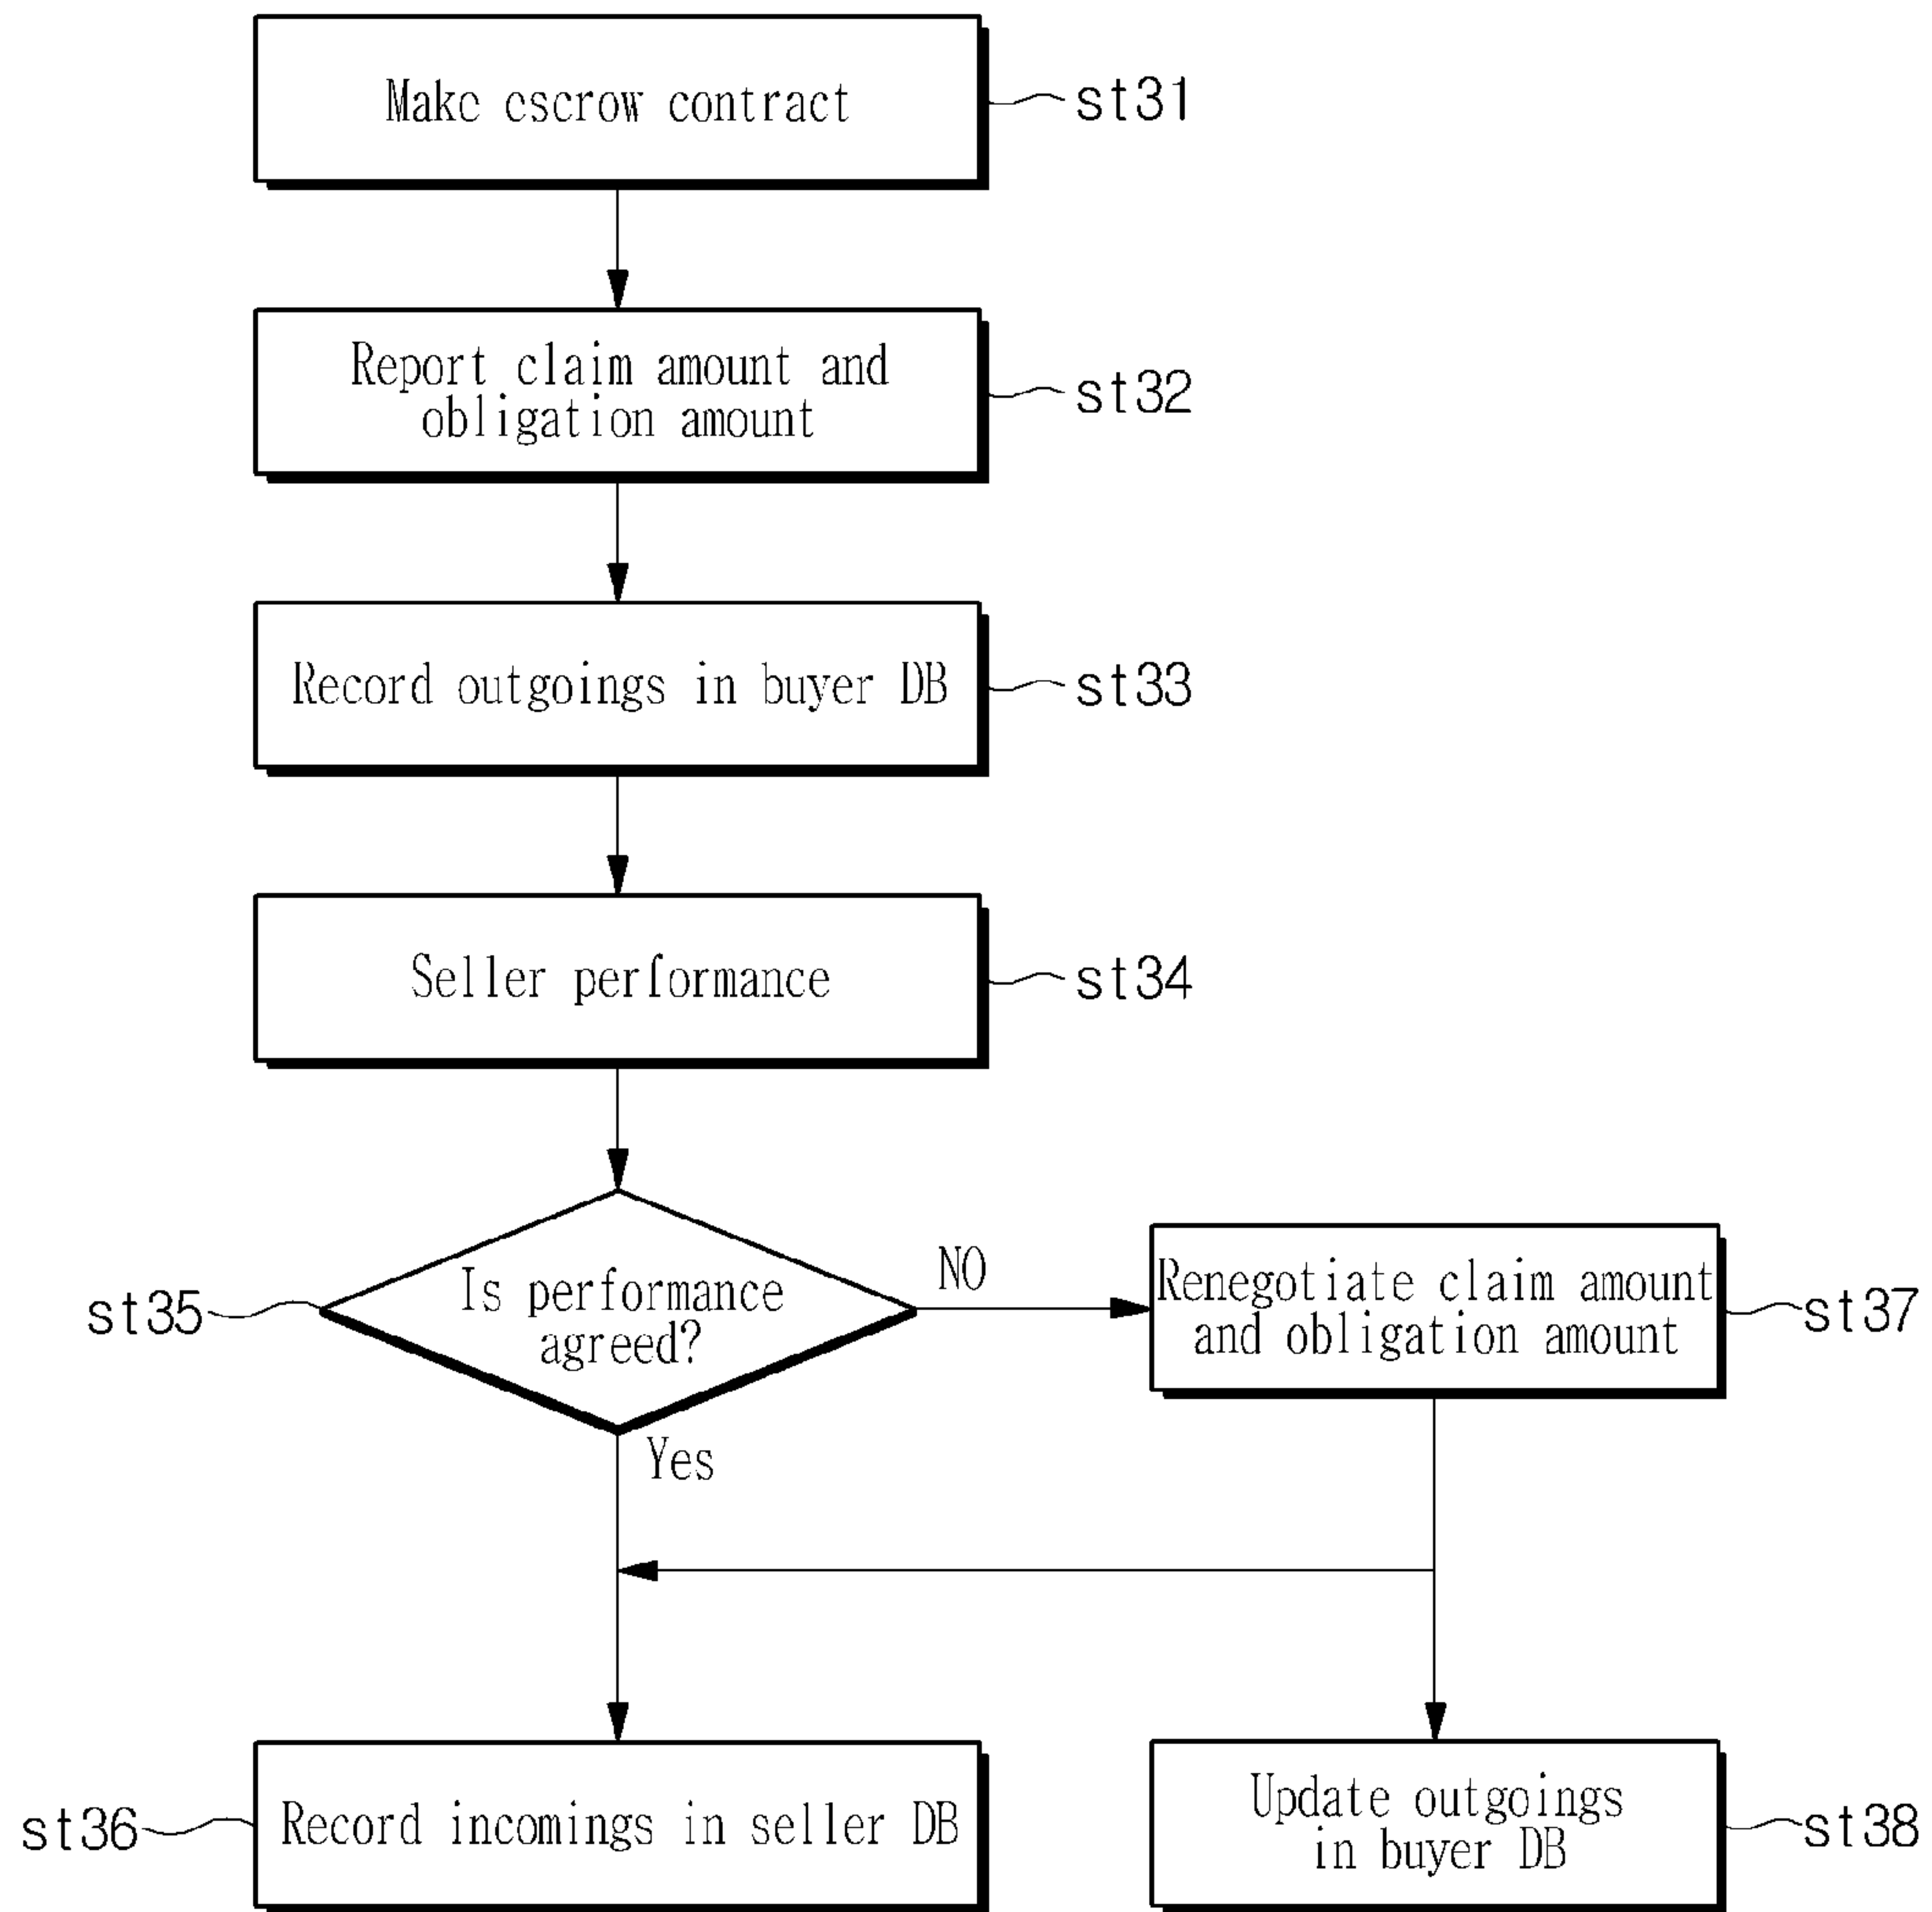 Make escrow contract
st31
Report claim amount and
obligation amount
st32
Record outgoings in buyer DB
st33
Seller performance
st34
Is performance
agreed?
st35
NO
Renegotiate claim amount
and obligation amount
st37
Yes
Record incomings in seller DB
st36
Update outgoings
in buyer DB
st38